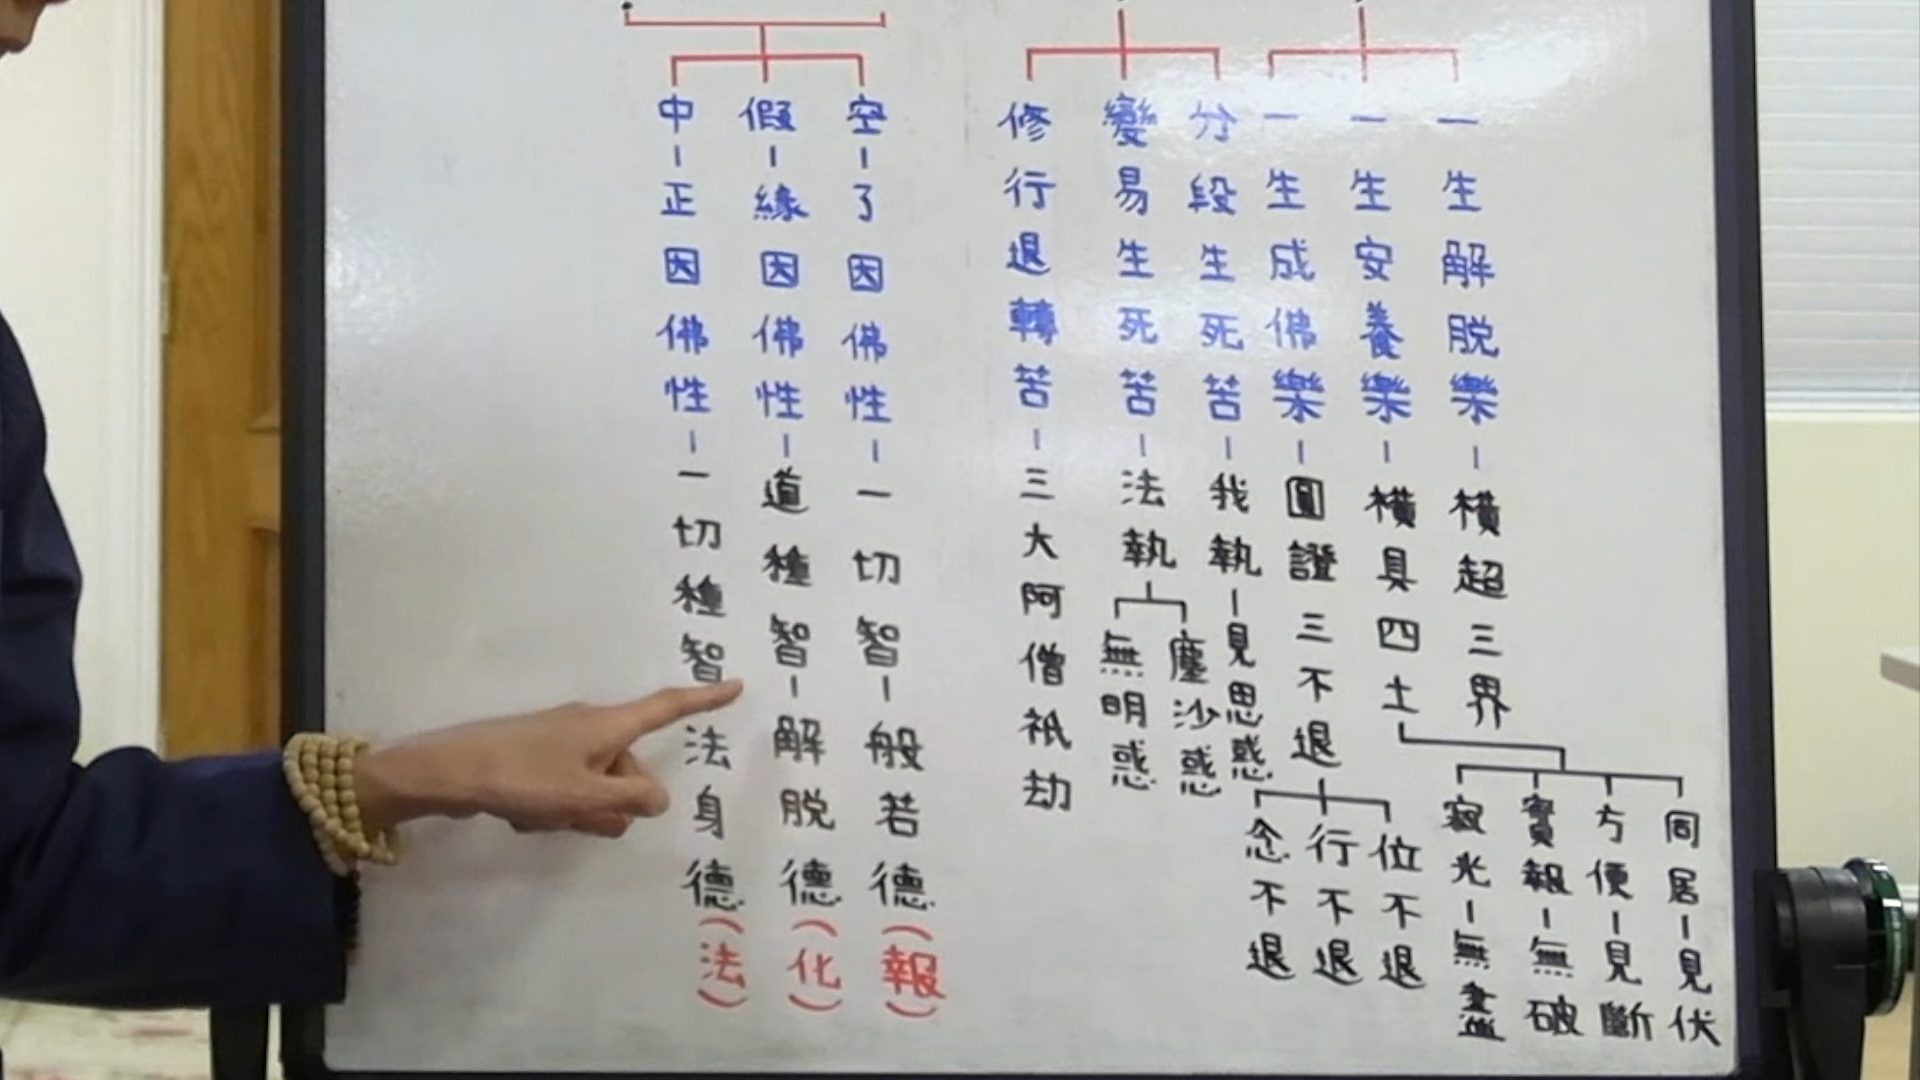 一生解脱樂-橫超三界
一生安養樂-橫具四土
同居-見伏
方便-見斷
實報-無破
寂光-無盡
一生成佛樂-圓證三不退
位不退
行不退
念不退
分段生死苦-我執-見思惑
變易生死苦-法執
塵沙惑
無明惑
修行退轉苦-三大阿僧祇劫
空-了因佛性-一切智-般若德(報)
假-緣因佛性-道種智-解脱德(化)
中-正因佛性-一切種智 法身德(法)